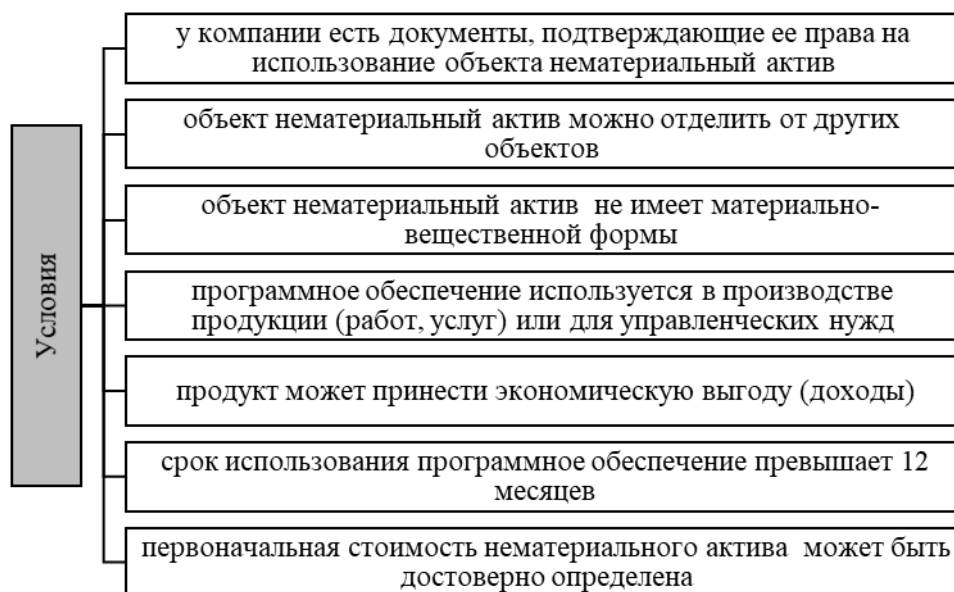 Условия
у компании есть документы, подтверждающие ее права на
использование объекта нематериальный актив
объект нематериальный актив можно отделить от других
объектов
объект нематериальный актив не имеет материально-
вещественной формы
программное обеспечение используется в производстве
продукции (работ, услуг) или для управленческих нужд
продукт может принести экономическую выгоду (доходы)
срок использования программное обеспечение превышает 12
месяцев
первоначальная стоимость нематериального актива может быть
достоверно определена